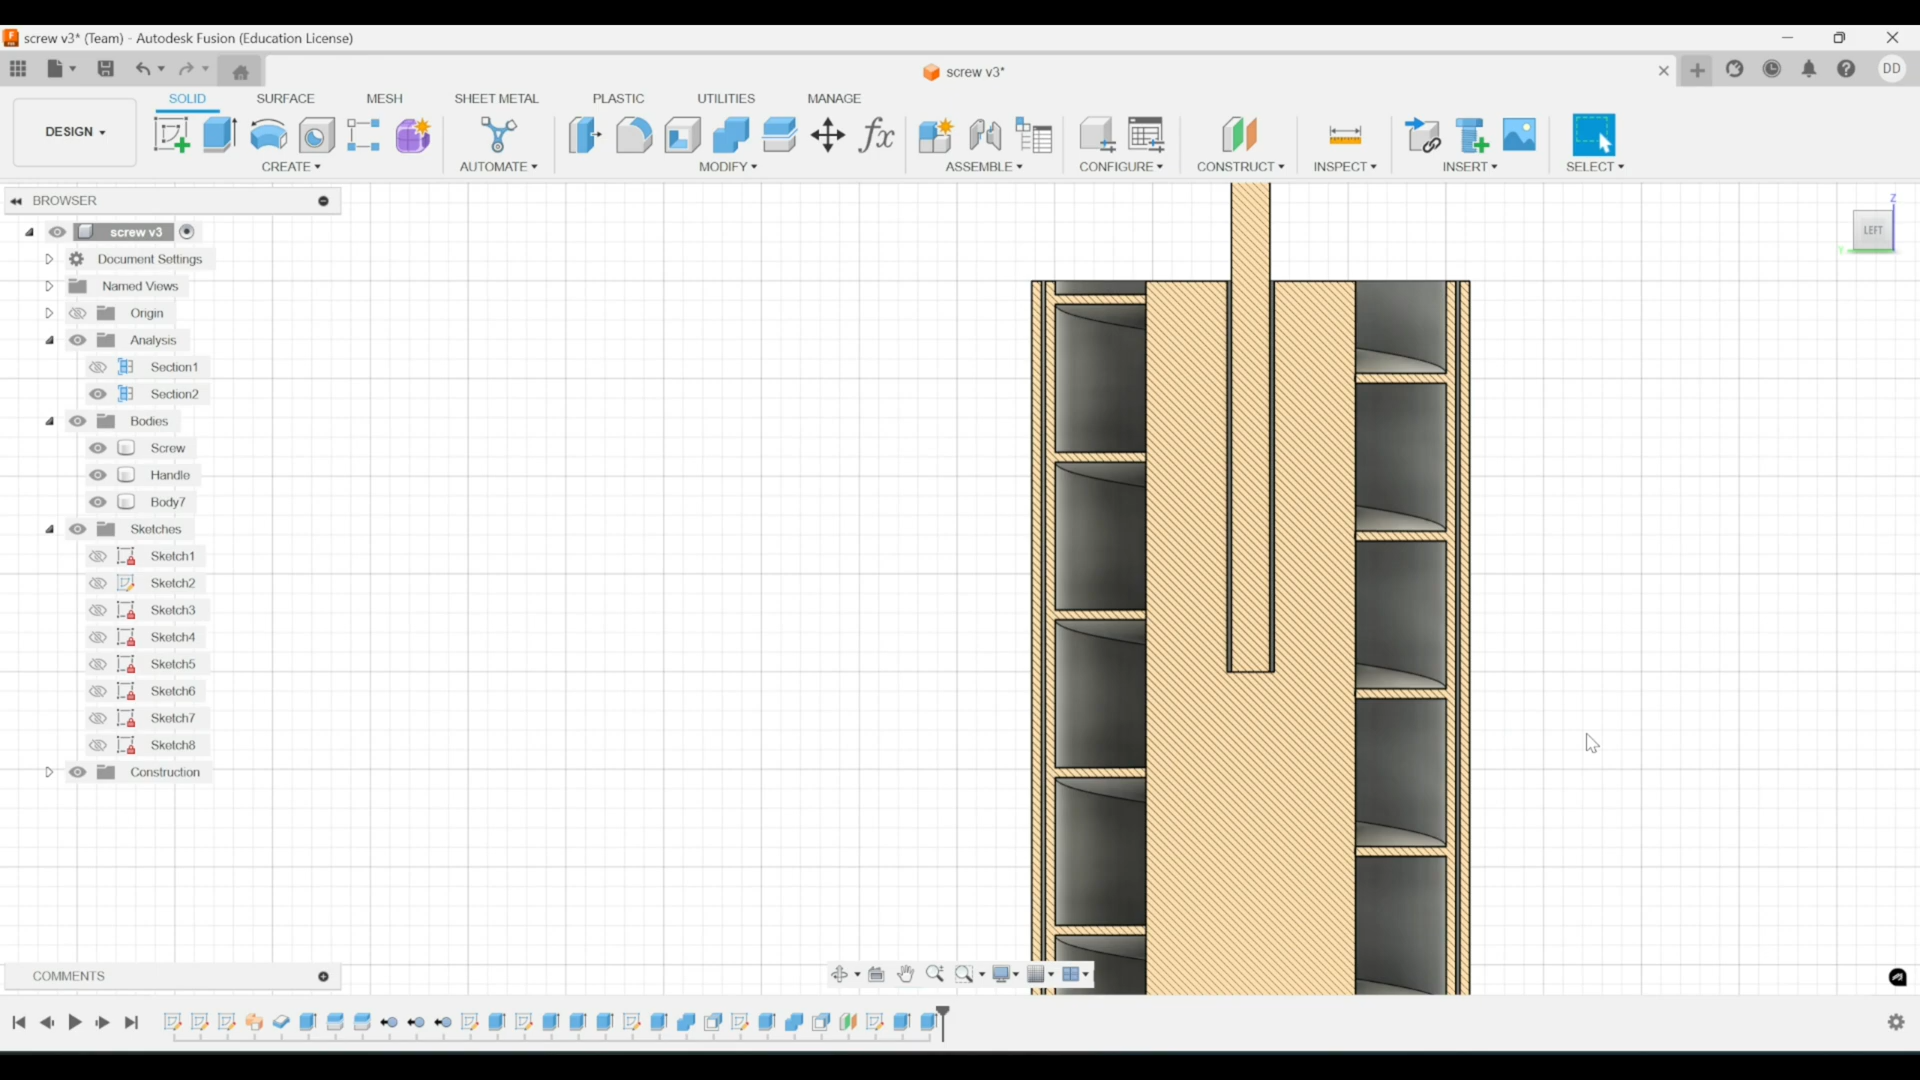 screw v3* (Team) - Autodesk Fusion (Education License)
screw v3*
DD
DESIGN
SOLID
SURFACE
MESH
SHEET METAL
PLASTIC
UTILITIES
MANAGE
CREATE
AUTOMATE
MODIFY
ASSEMBLE
CONFIGURE
CONSTRUCT
INSPECT
INSERT
SELECT
BROWSER
screw v3
Document Settings
Named Views
Origin
Analysis
Section1
Section2
Bodies
Screw
Handle
Body7
Sketches
Sketch1
Sketch2
Sketch3
Sketch4
Sketch5
Sketch6
Sketch7
Sketch8
Construction
Z
LEFT
Y
COMMENTS